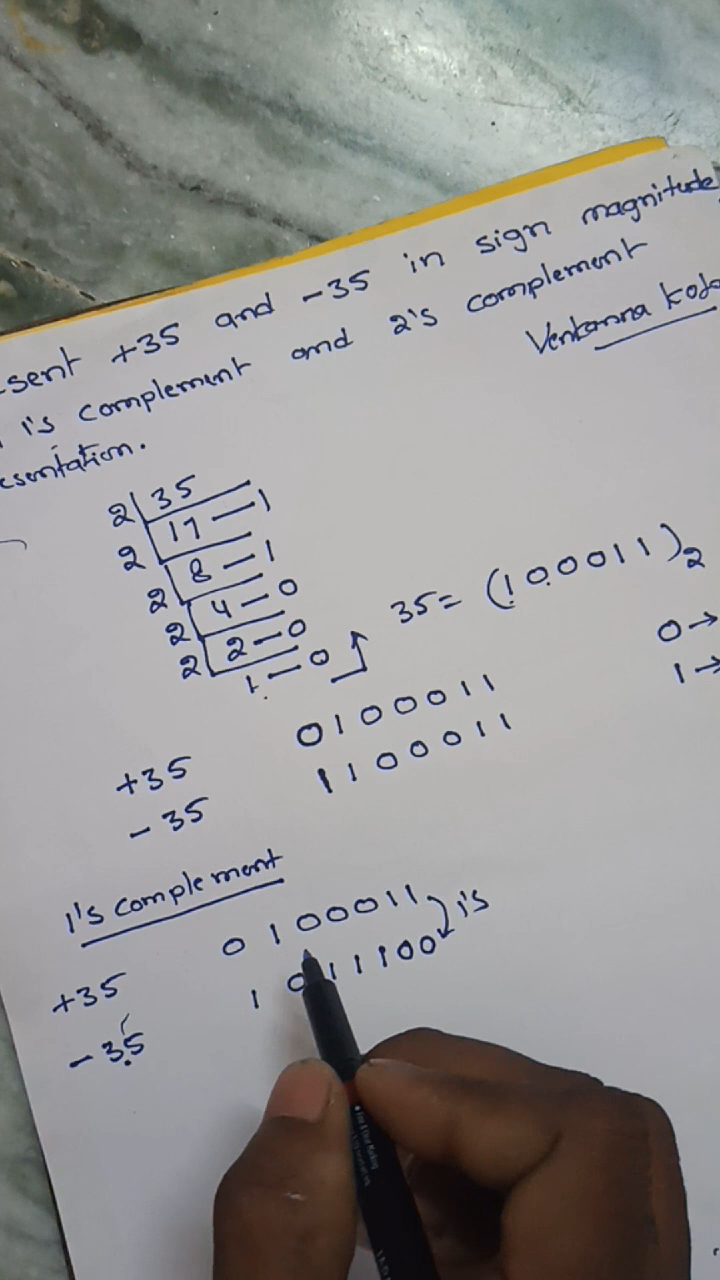 sent +35 and -35 in sign magnitude,
1's complement and 2's complement
esentation.
Venkanna Kod
2 35
2 17 - 1
2 8 - 1
2 4 - 0
2 2 - 0
1 - 0
35 = (100011)2
0 →
1 →
+35 0100011
-35 1100011
1's complement
+35 0100011
1's
-35 1011100